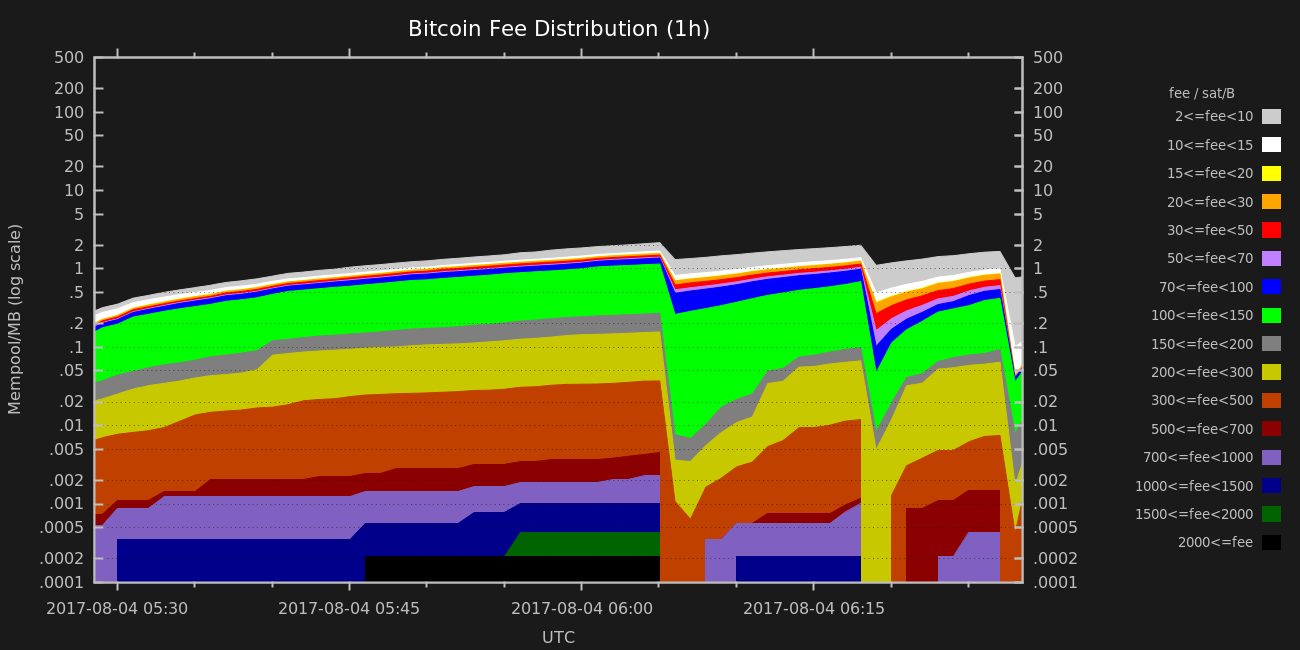 Bitcoin Fee Distribution (1h)
Mempool/MB (log scale)
500
200
100
50
20
10
5
2
1
.5
.2
.1
.05
.02
.01
.005
.002
.001
.0005
.0002
.0001
500
200
100
50
20
10
5
2
1
.5
.2
.1
.05
.02
.01
.005
.002
.001
.0005
.0002
.0001
2017-08-04 05:30
2017-08-04 05:45
2017-08-04 06:00
2017-08-04 06:15
UTC
fee / sat/B
2<=fee<10
10<=fee<15
15<=fee<20
20<=fee<30
30<=fee<50
50<=fee<70
70<=fee<100
100<=fee<150
150<=fee<200
200<=fee<300
300<=fee<500
500<=fee<700
700<=fee<1000
1000<=fee<1500
1500<=fee<2000
2000<=fee